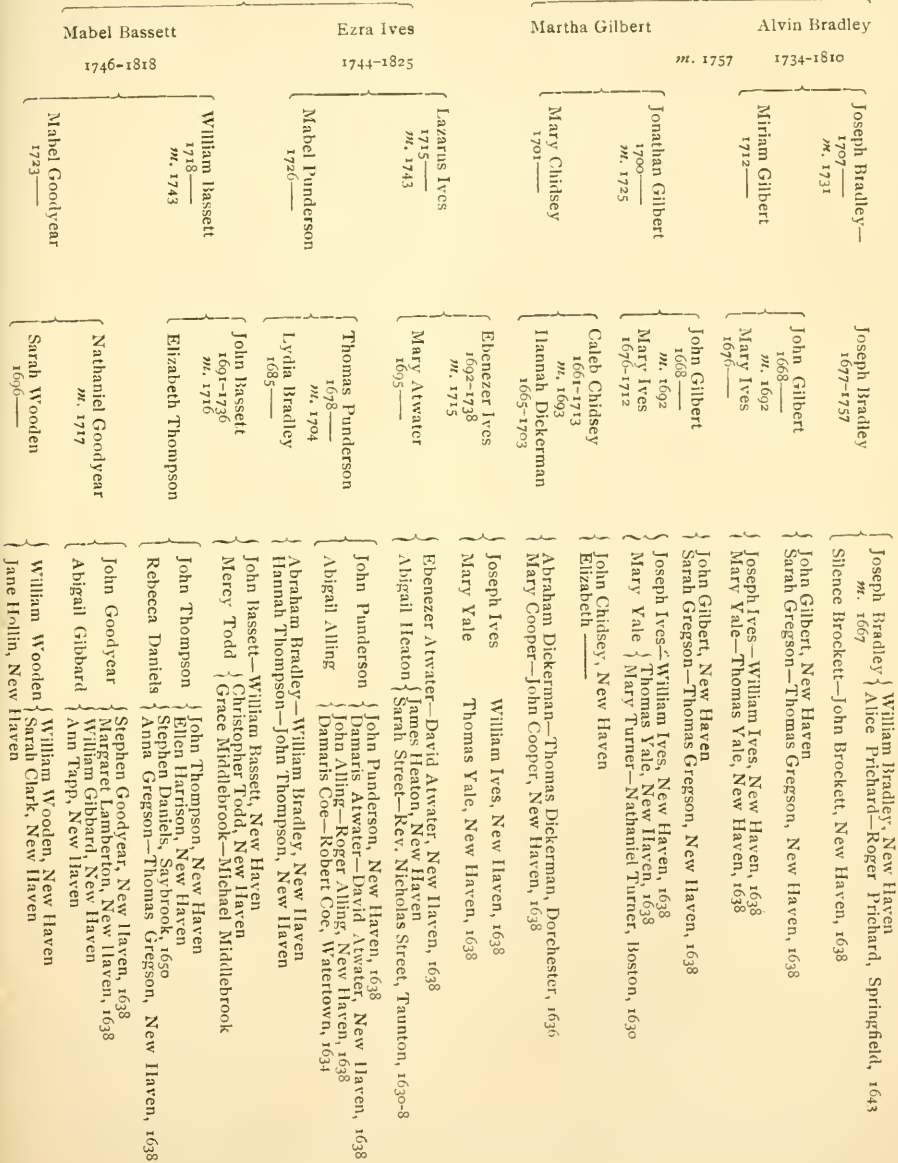 Mabel Bassett
1746-1818
Ezra Ives
1744-1825
Martha Gilbert
m. 1757
Alvin Bradley
1734-1810
Joseph Bradley—
1707——
m. 1731
Miriam Gilbert
1712——
Jonathan Gilbert
1700——
m. 1725
Mary Chidsey
1701——
Lazarus Ives
1715——
m. 1743
Mabel Punderson
1726——
William Bassett
1718——
m. 1743
Mabel Goodyear
1723——
Joseph Bradley
1677-1757
John Gilbert
1668——
m. 1692
Mary Ives
1676——
John Gilbert
1668——
m. 1692
Mary Ives
1676-1712
Caleb Chidsey
1661-1713
m. 1693
Hannah Dickerman
1665-1703
Ebenezer Ives
1692-1738
m. 1715
Mary Atwater
1695——
Thomas Punderson
1678——
m. 1704
Lydia Bradley
1685——
John Bassett
1691-1736
m. 1716
Elizabeth Thompson
Nathaniel Goodyear
m. 1717
Sarah Wooden
1696——
William Bradley, New Haven
Joseph Bradley { Alice Prichard—Roger Prichard, Springfield, 1643
m. 1667
Silence Brockett—John Brockett, New Haven, 1638
John Gilbert, New Haven
Sarah Gregson—Thomas Gregson, New Haven, 1638
Joseph Ives—William Ives, New Haven, 1638
Mary Yale—Thomas Yale, New Haven, 1638
John Gilbert, New Haven
Sarah Gregson—Thomas Gregson, New Haven, 1638
Joseph Ives—William Ives, New Haven, 1638
Mary Yale { Thomas Yale, New Haven, 1638
Mary Turner—Nathaniel Turner, Boston, 1630
John Chidsey, New Haven
Elizabeth ——
Abraham Dickerman—Thomas Dickerman, Dorchester, 1636
Mary Cooper—John Cooper, New Haven, 1638
Joseph Ives William Ives, New Haven, 1638
Mary Yale Thomas Yale, New Haven, 1638
Ebenezer Atwater—David Atwater, New Haven, 1638
Abigail Heaton { James Heaton, New Haven
Sarah Street—Rev. Nicholas Street, Taunton, 1630-8
John Punderson { John Punderson, New Haven, 1638
Damaris Atwater—David Atwater, New Haven, 1638
Abigail Alling { John Alling—Roger Alling, New Haven, 1638
Damaris Coe—Robert Coe, Watertown, 1634
Abraham Bradley—William Bradley, New Haven
Hannah Thompson—John Thompson, New Haven
John Bassett—William Bassett, New Haven
Mercy Todd { Christopher Todd, New Haven
Grace Middlebrook—Michael Middlebrook
John Thompson { John Thompson, New Haven
Ellen Harrison, New Haven
Rebecca Daniels { Stephen Daniels, Saybrook, 1650
Anna Gregson—Thomas Gregson, New Haven, 1638
John Goodyear { Stephen Goodyear, New Haven, 1638
Margaret Lamberton, New Haven, 1638
Abigail Gibbard { William Gibbard, New Haven
Ann Tapp, New Haven
William Wooden { William Wooden, New Haven
Sarah Clark, New Haven
Jane Hollin, New Haven